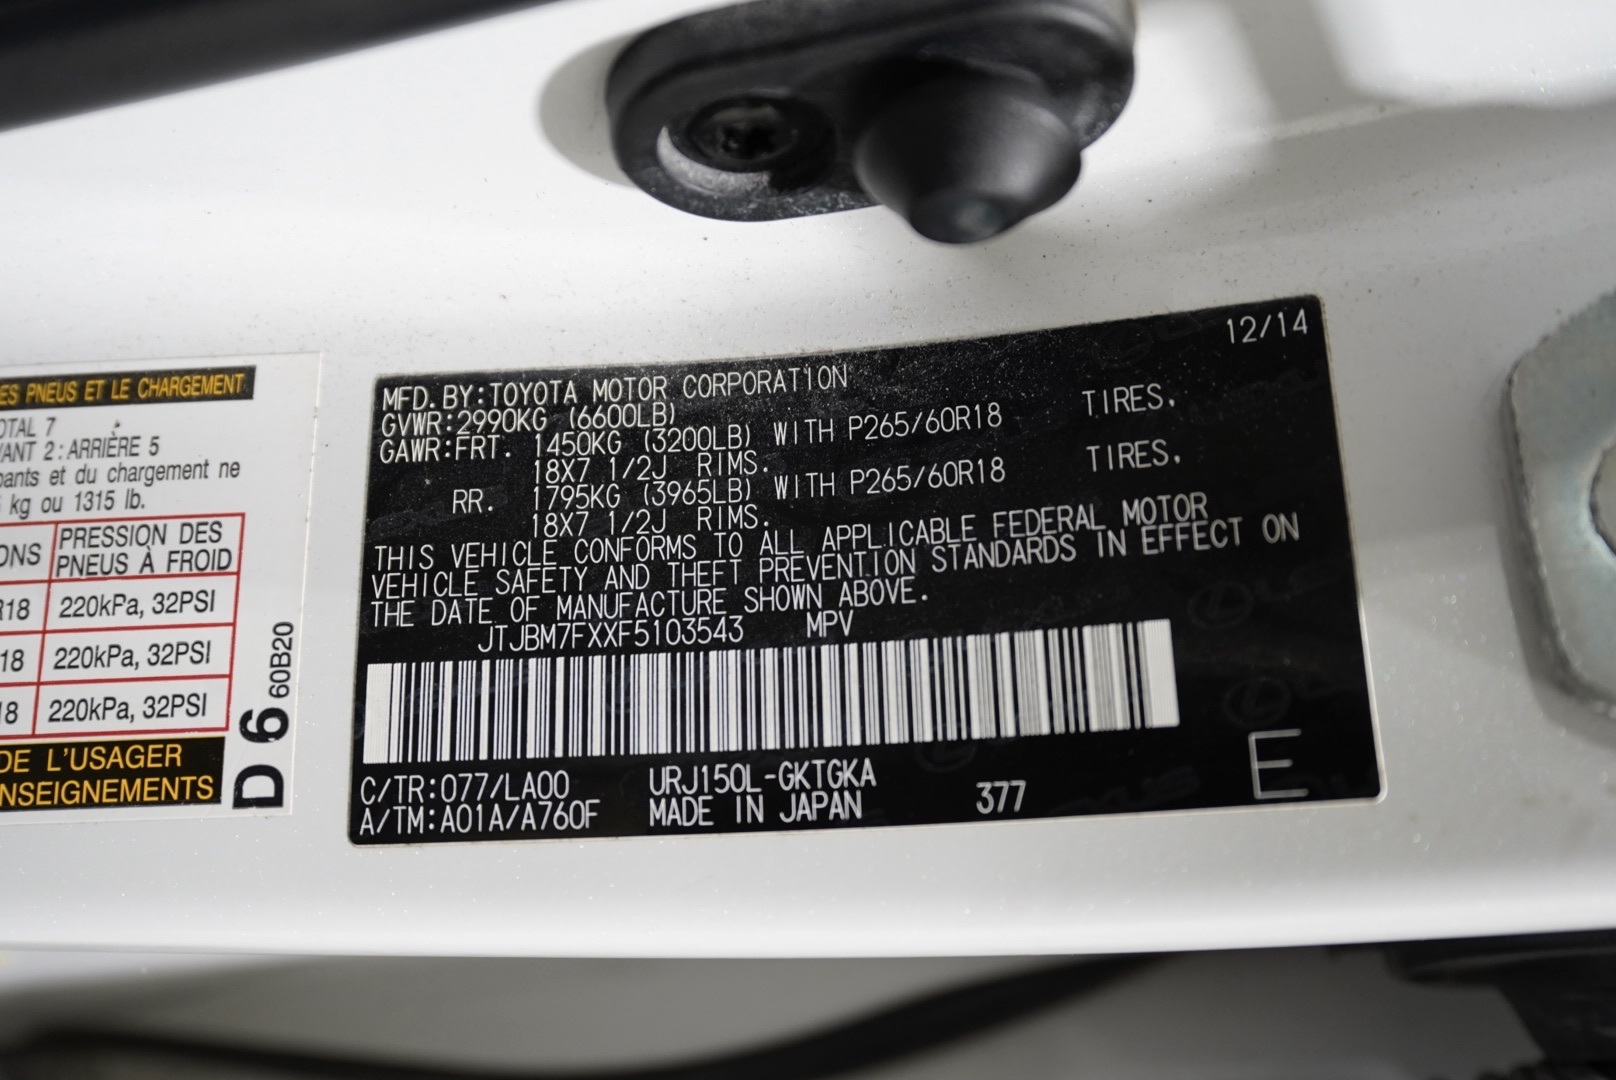 ES PNEUS ET LE CHARGEMENT
OTAL 7
VANT 2 : ARRIÈRE 5
pants et du chargement ne
kg ou 1315 lb.
ONS PRESSION DES PNEUS À FROID
R18 220kPa, 32PSI
18 220kPa, 32PSI
18 220kPa, 32PSI
DE L'USAGER
NSEIGNEMENTS
D 6 60B20
12/14
MFD. BY:TOYOTA MOTOR CORPORATION
GVWR:2990KG (6600LB)
GAWR:FRT. 1450KG (3200LB) WITH P265/60R18 TIRES,
18X7 1/2J RIMS.
RR. 1795KG (3965LB) WITH P265/60R18 TIRES,
18X7 1/2J RIMS.
THIS VEHICLE CONFORMS TO ALL APPLICABLE FEDERAL MOTOR
VEHICLE SAFETY AND THEFT PREVENTION STANDARDS IN EFFECT ON
THE DATE OF MANUFACTURE SHOWN ABOVE.
JTJBM7FXXF5103543 MPV
C/TR:077/LA00 URJ150L-GKTGKA
A/TM:A01A/A760F MADE IN JAPAN 377
E